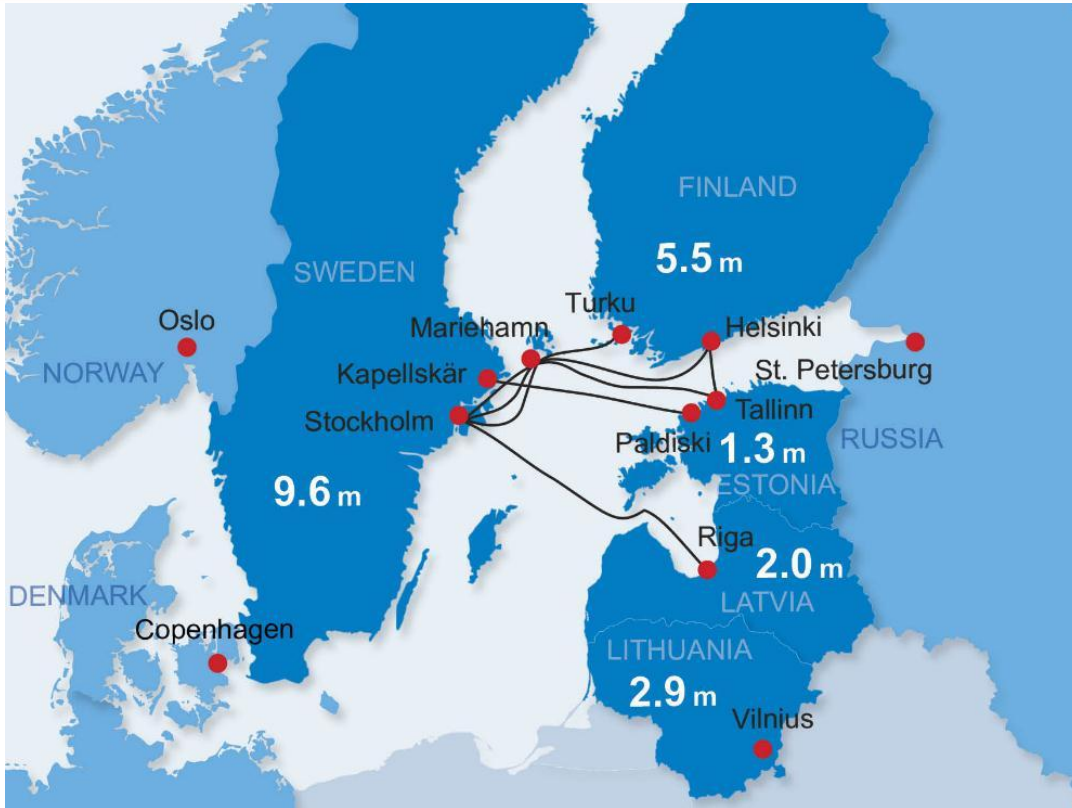 FINLAND
5.5 m
SWEDEN
Turku
Oslo
Mariehamn
Helsinki
NORWAY
Kapellskär
St. Petersburg
Stockholm
Tallinn
Paldiski
RUSSIA
1.3 m
9.6 m
ESTONIA
Riga
2.0 m
DENMARK
LATVIA
Copenhagen
LITHUANIA
2.9 m
Vilnius